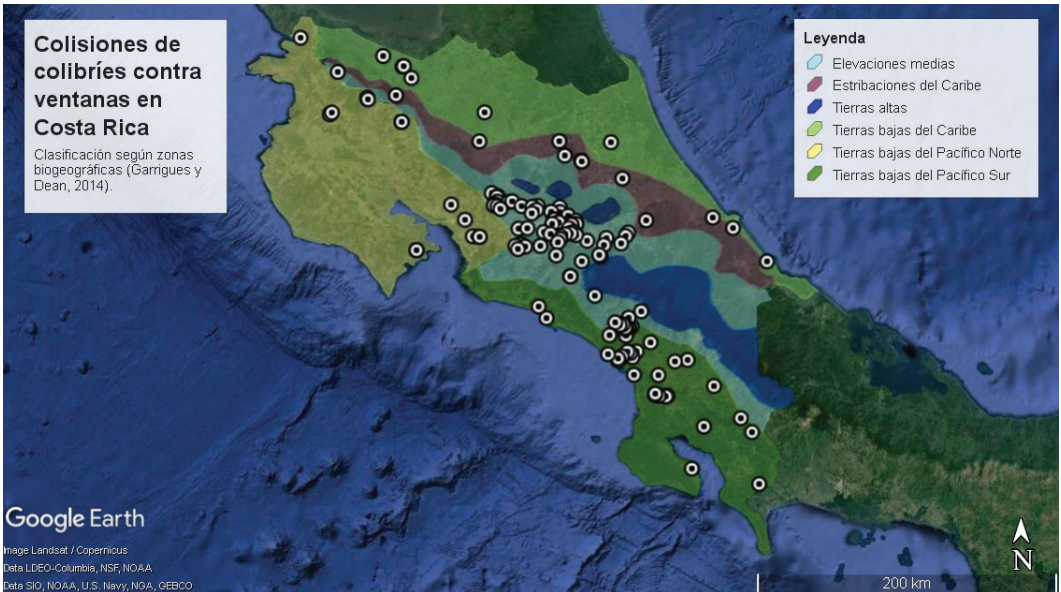 Colisiones de
colibríes contra
ventanas en
Costa Rica
Clasificación según zonas
biogeográficas (Garrigues y
Dean, 2014).
Leyenda
Elevaciones medias
Estribaciones del Caribe
Tierras altas
Tierras bajas del Caribe
Tierras bajas del Pacífico Norte
Tierras bajas del Pacífico Sur
Google Earth
Image Landsat / Copernicus
Data LDEO-Columbia, NSF, NOAA
Data SIO, NOAA, U.S. Navy, NGA, GEBCO
N
200 km